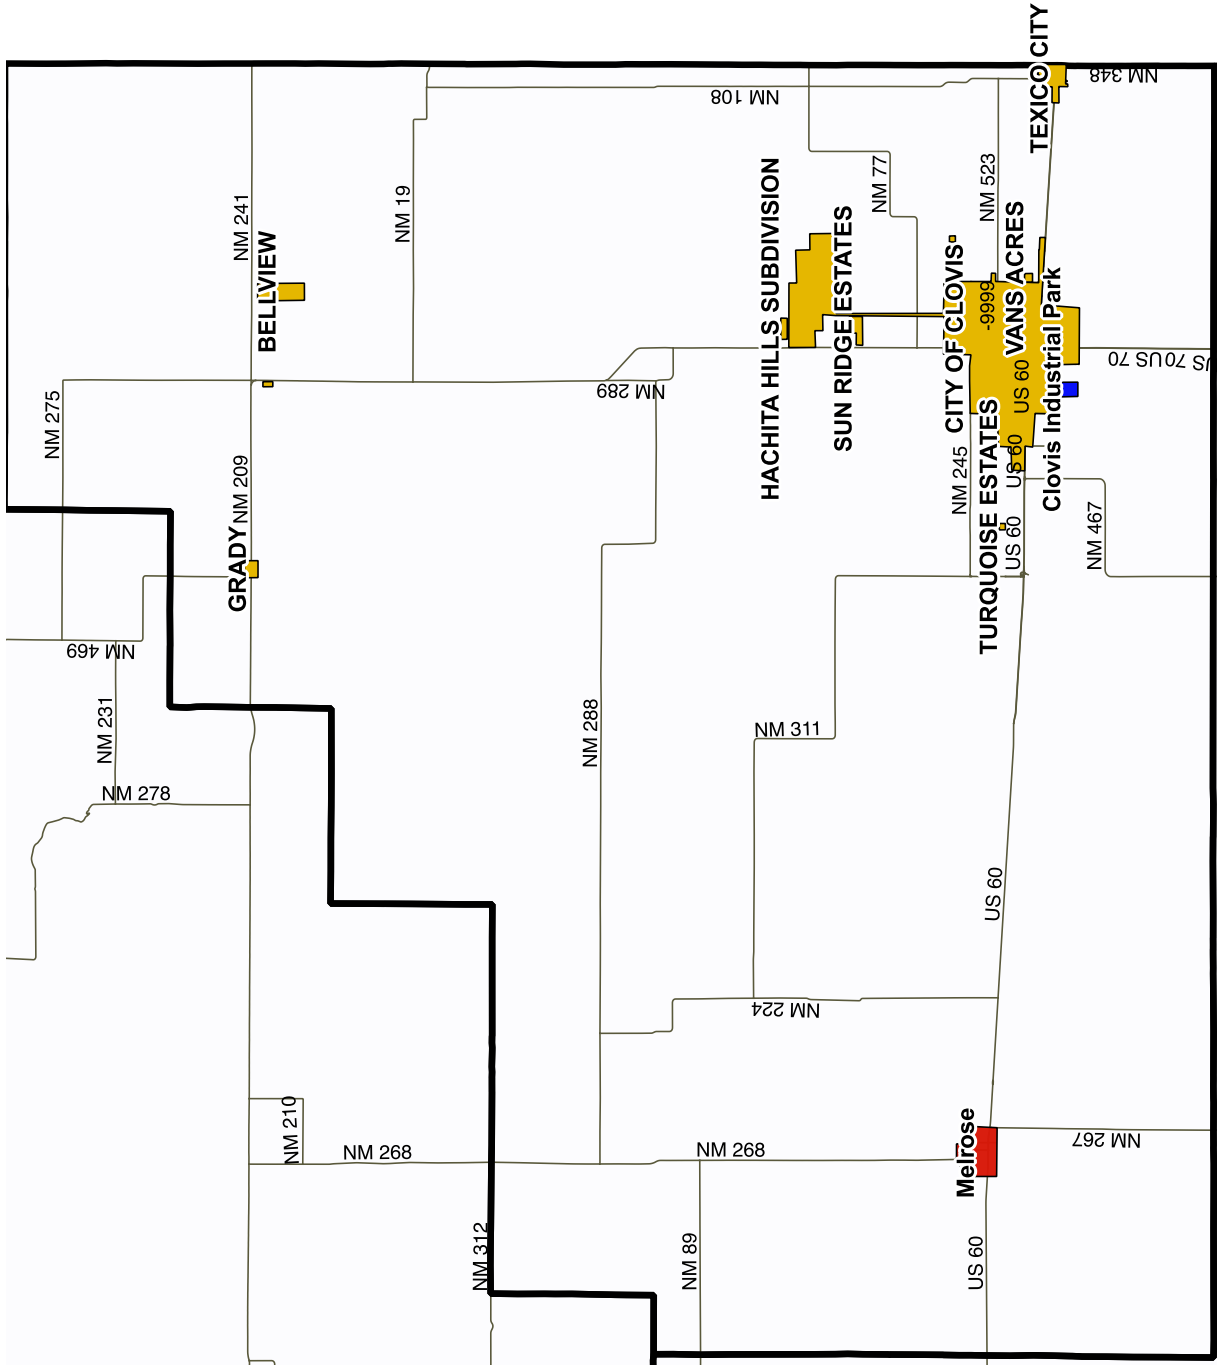 TEXICO CITY
NM 348
NM 108
NM 77
NM 523
NM 19
NM 241
BELLVIEW
HACHITA HILLS SUBDIVISION
SUN RIDGE ESTATES
CITY OF CLOVIS
-9999
VANS ACRES
Clovis Industrial Park
US 70
US 70
NM 289
US 60
NM 275
NM 209
NM 245
TURQUOISE ESTATES
US 60
US 60
NM 467
GRADY
NM 469
NM 231
NM 278
NM 288
NM 311
US 60
NM 224
NM 210
NM 268
NM 268
Melrose
NM 267
NM 312
NM 89
US 60